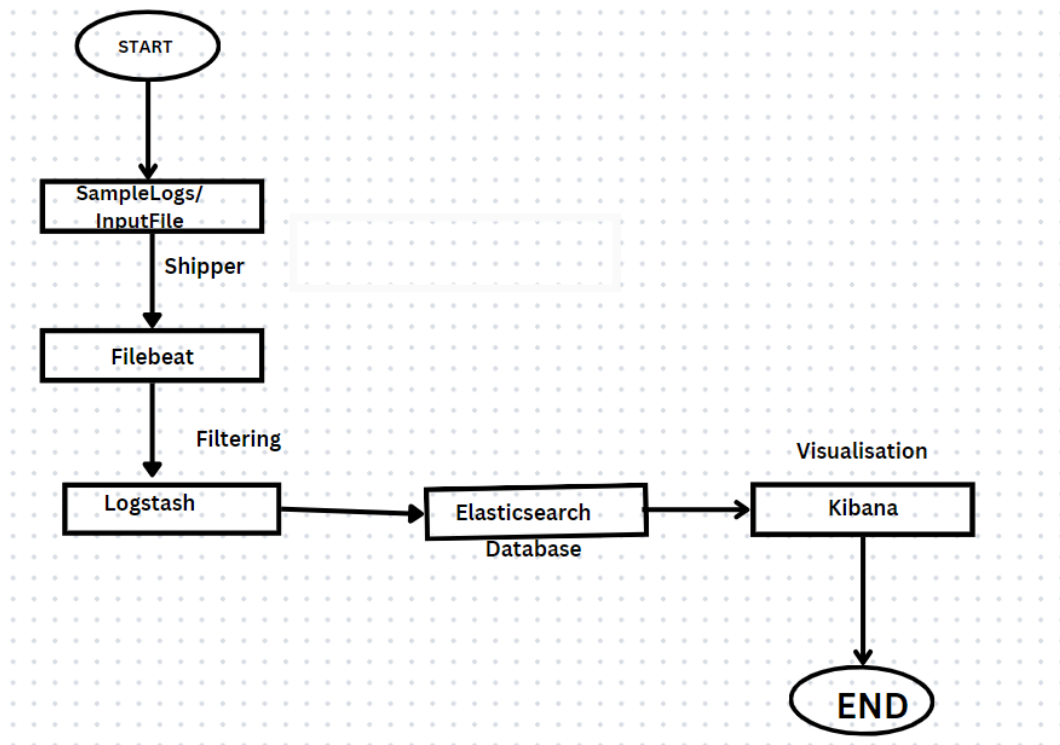 START
SampleLogs/
InputFile
Shipper
Filebeat
Filtering
Logstash
Elasticsearch
Database
Visualisation
Kibana
END